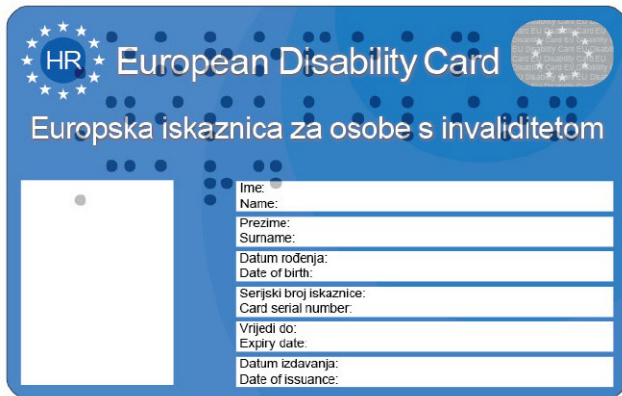 HR
European Disability Card
Europska iskaznica za osobe s invaliditetom
Ime:
Name:
Prezime:
Surname:
Datum rođenja:
Date of birth:
Serijski broj iskaznice:
Card serial number:
Vrijedi do:
Expiry date:
Datum izdavanja:
Date of issuance: